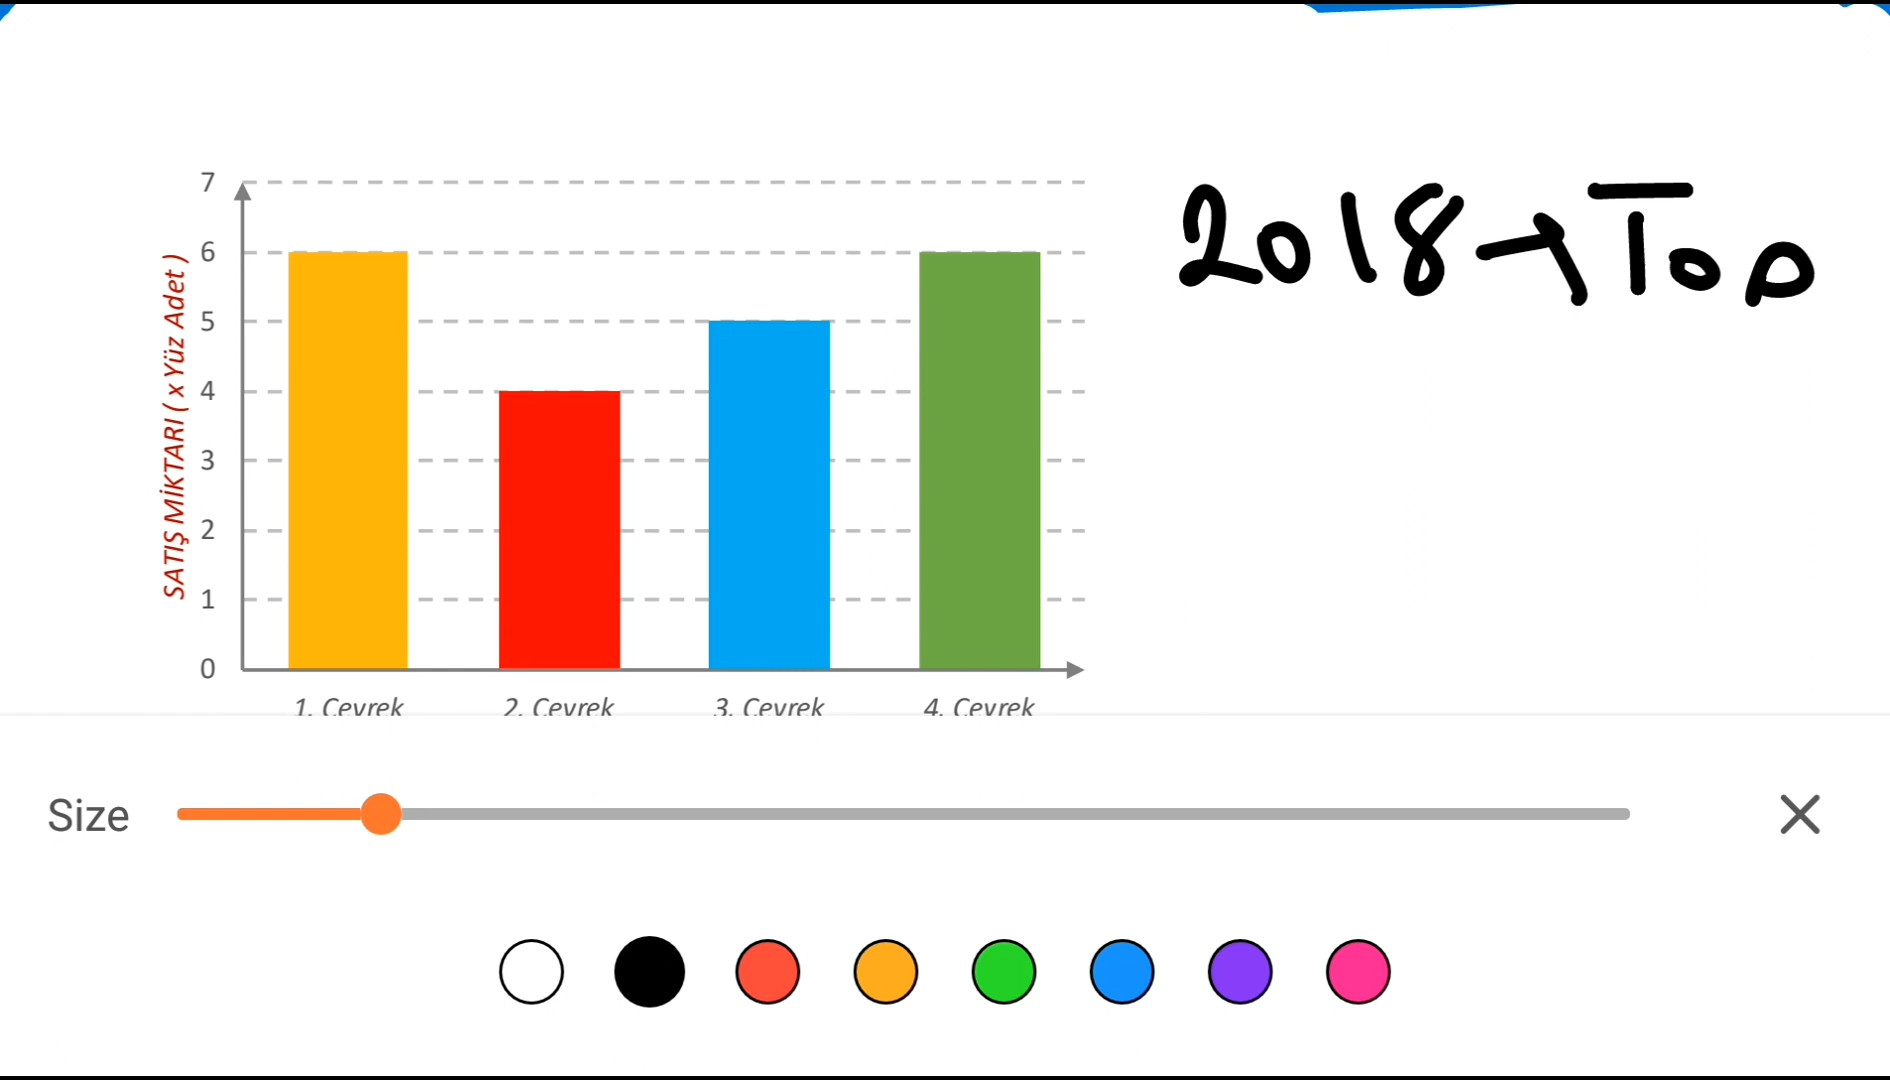 7
6
5
4
3
2
1
0
SATIŞ MİKTARI ( x Yüz Adet )
1. Çeyrek 2. Çeyrek 3. Çeyrek 4. Çeyrek
2018→Top
Size